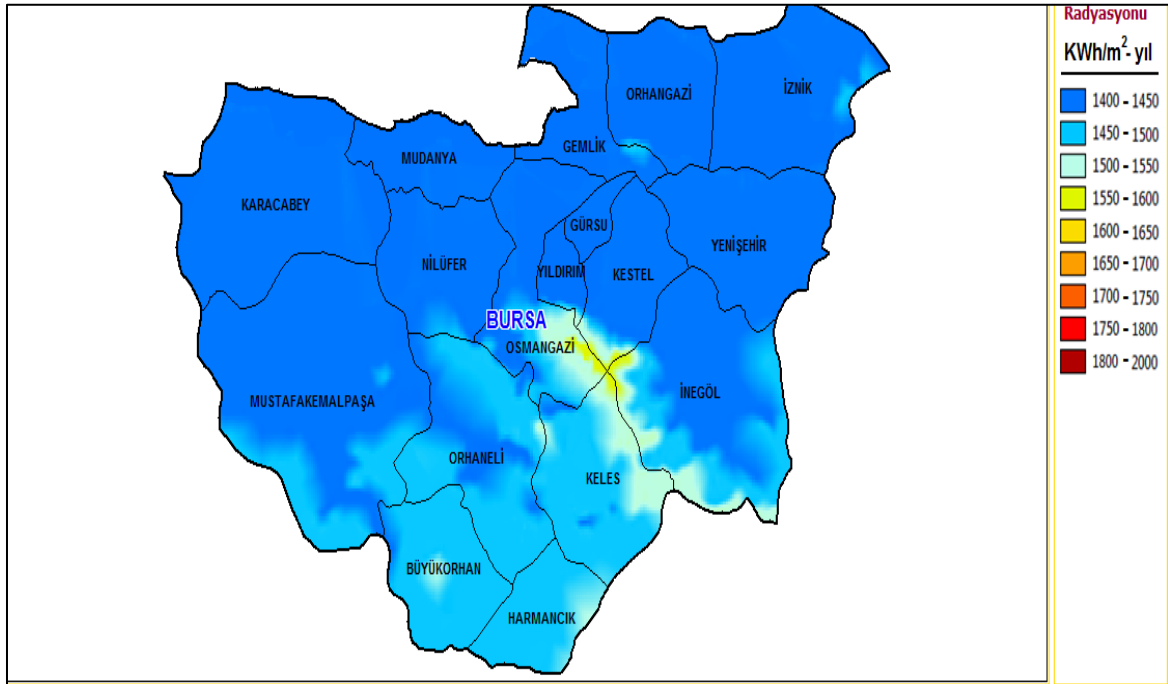 Radyasyonu
KWh/m²- yıl
1400 - 1450
1450 - 1500
1500 - 1550
1550 - 1600
1600 - 1650
1650 - 1700
1700 - 1750
1750 - 1800
1800 - 2000
ORHANGAZİ
İZNİK
GEMLİK
MUDANYA
KARACABEY
GÜRSU
YENİŞEHİR
NİLÜFER
YILDIRIM
KESTEL
BURSA
OSMANGAZİ
İNEGÖL
MUSTAFAKEMALPAŞA
ORHANELİ
KELES
BÜYÜKORHAN
HARMANCIK